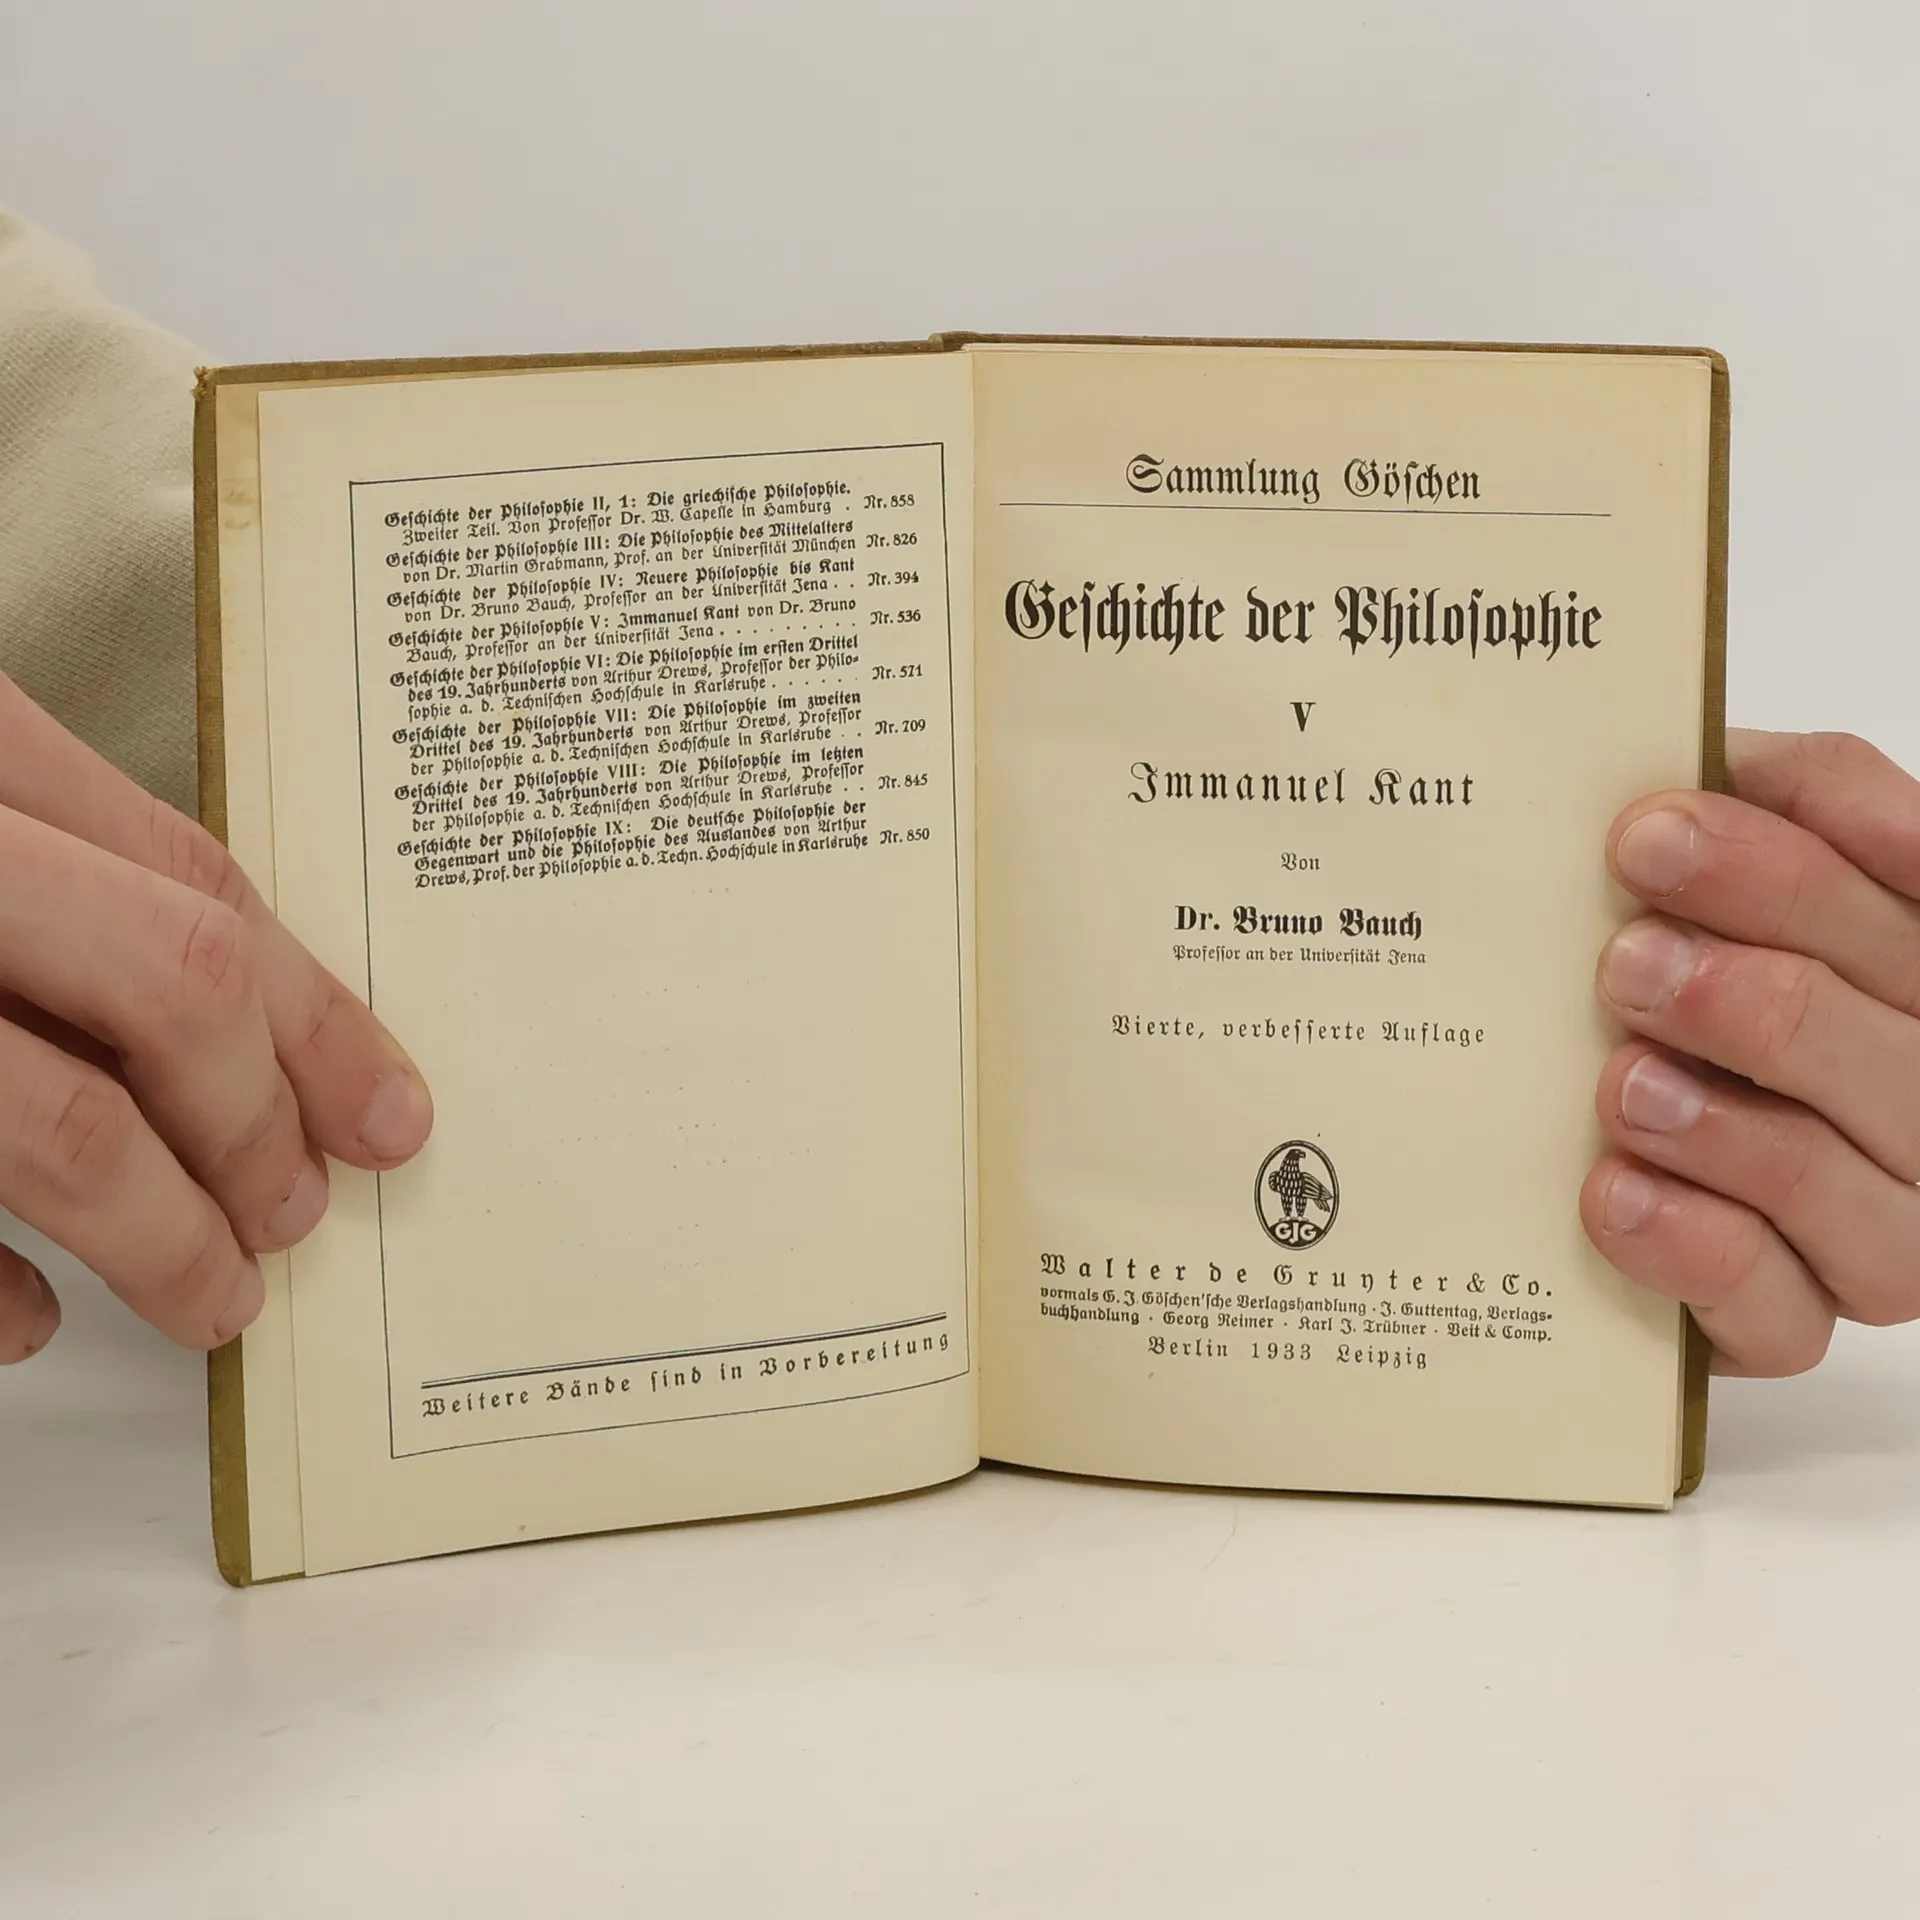 Geschichte der Philosophie II, 1: Die griechische Philosophie.
Zweiter Teil. Von Professor Dr. W. Capelle in Hamburg . Nr. 858
Geschichte der Philosophie III: Die Philosophie des Mittelalters
von Dr. Martin Grabmann, Prof. an der Universität München Nr. 826
Geschichte der Philosophie IV: Neuere Philosophie bis Kant
von Dr. Bruno Bauch, Professor an der Universität Jena . . Nr. 394
Geschichte der Philosophie V: Immanuel Kant von Dr. Bruno
Bauch, Professor an der Universität Jena . . . . . . . . . Nr. 536
Geschichte der Philosophie VI: Die Philosophie im ersten Drittel
des 19. Jahrhunderts von Arthur Drews, Professor der Philo-
sophie a. d. Technischen Hochschule in Karlsruhe . . . . . . Nr. 571
Geschichte der Philosophie VII: Die Philosophie im zweiten
Drittel des 19. Jahrhunderts von Arthur Drews, Professor
der Philosophie a. d. Technischen Hochschule in Karlsruhe . . Nr. 709
Geschichte der Philosophie VIII: Die Philosophie im letzten
Drittel des 19. Jahrhunderts von Arthur Drews, Professor
der Philosophie a. d. Technischen Hochschule in Karlsruhe . . Nr. 845
Geschichte der Philosophie IX: Die deutsche Philosophie der
Gegenwart und die Philosophie des Auslandes von Arthur
Drews, Prof. der Philosophie a. d. Techn. Hochschule in Karlsruhe Nr. 850
Weitere Bände sind in Vorbereitung
Sammlung Göschen
Geschichte der Philosophie
V
Immanuel Kant
Von
Dr. Bruno Bauch
Professor an der Universität Jena
Vierte, verbesserte Auflage
GJG
Walter de Gruyter & Co.
vormals G. J. Göschen'sche Verlagshandlung · J. Guttentag, Verlags-
buchhandlung · Georg Reimer · Karl J. Trübner · Veit & Comp.
Berlin 1933 Leipzig